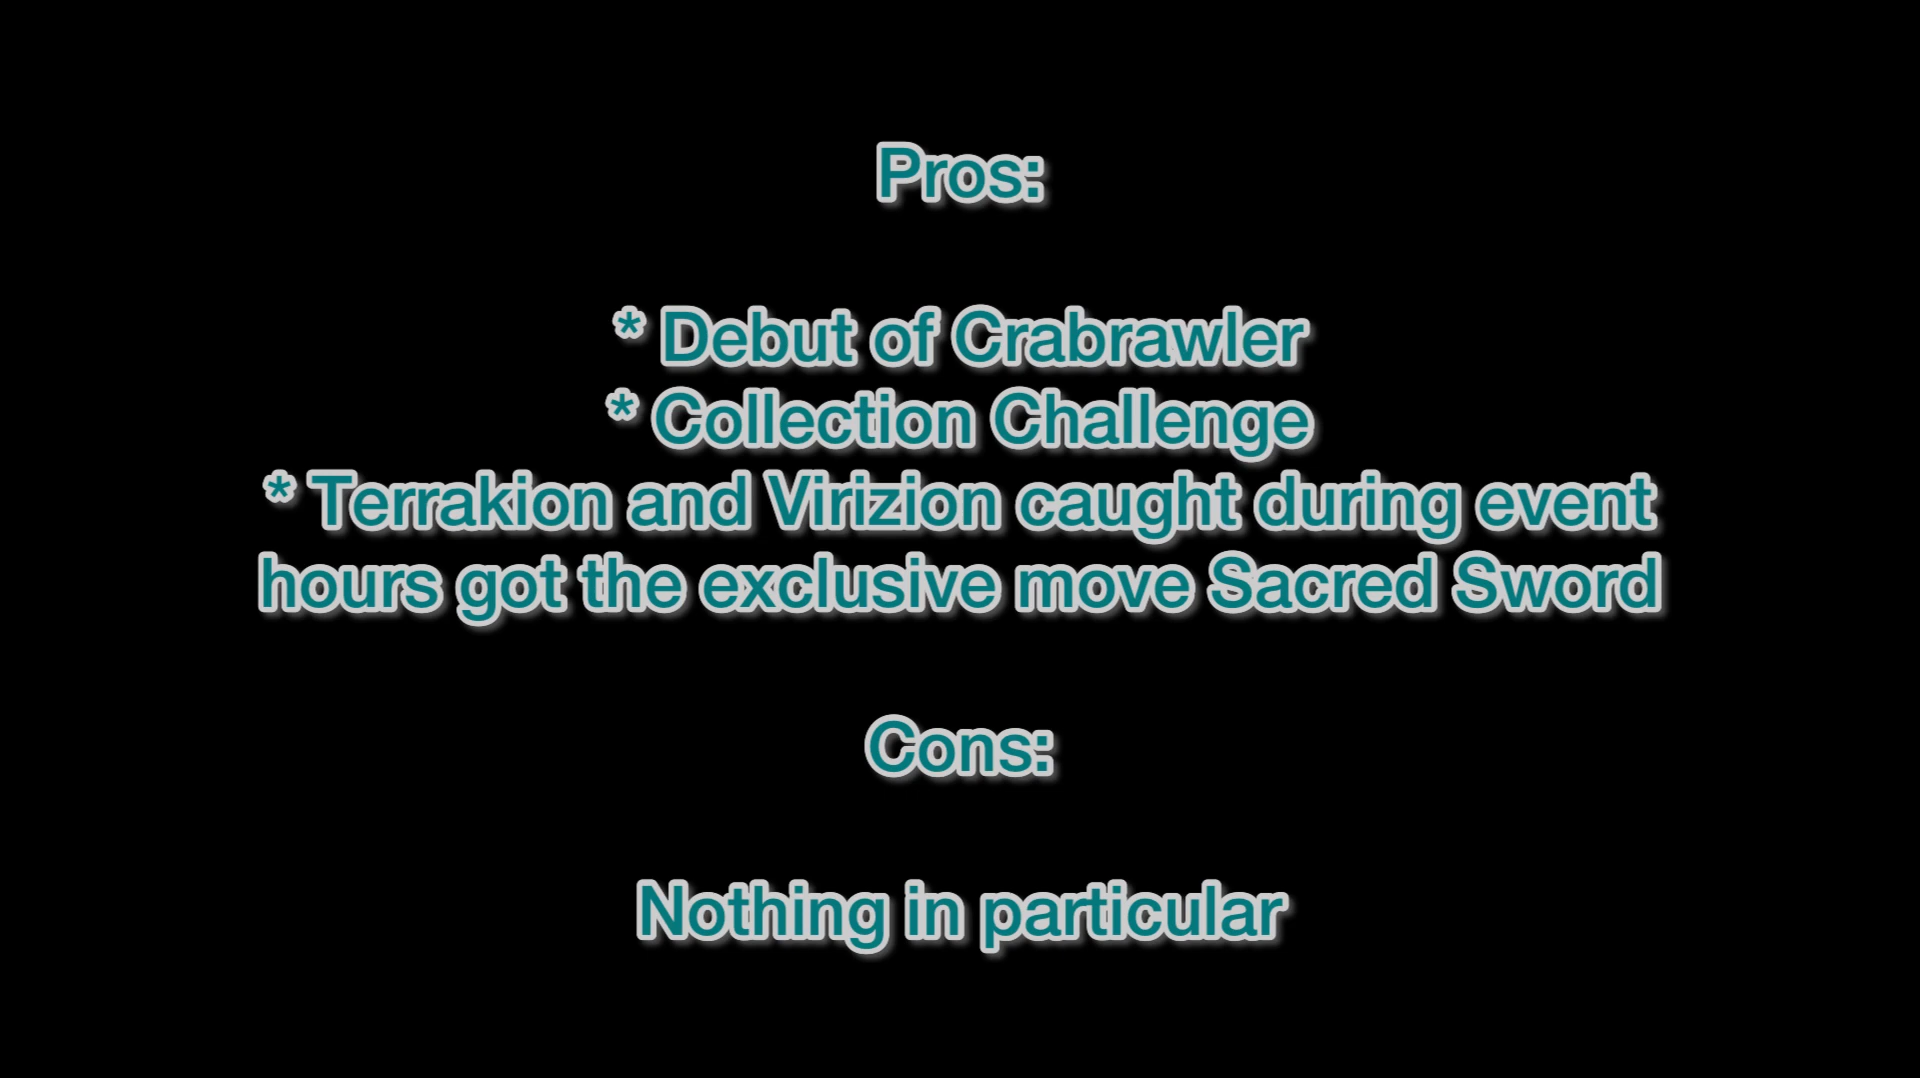 Pros:
* Debut of Crabrawler
* Collection Challenge
* Terrakion and Virizion caught during event
hours got the exclusive move Sacred Sword
Cons:
Nothing in particular